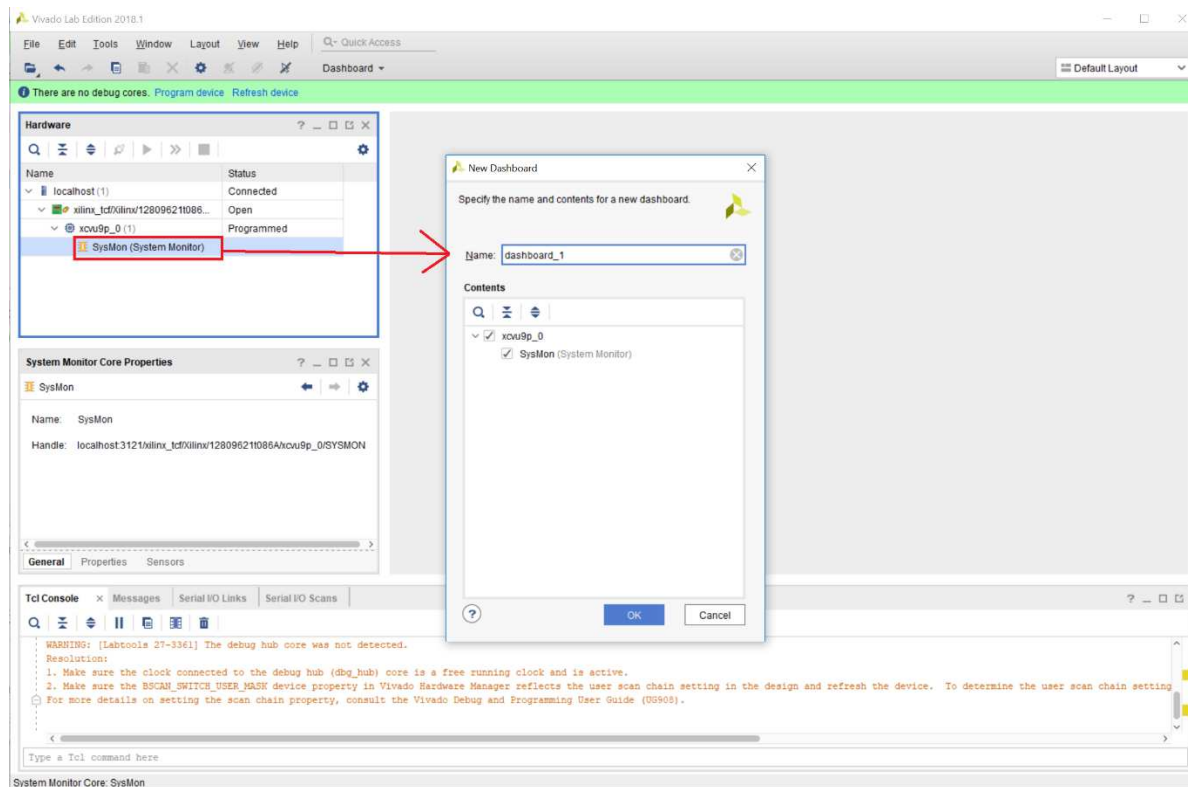 Vivado Lab Edition 2018.1
File Edit Tools Window Layout View Help Q- Quick Access
Dashboard
Default Layout
There are no debug cores. Program device Refresh device
Hardware
Name Status
localhost (1) Connected
xilinx_tcf/Xilinx/12809621t086... Open
xcvu9p_0 (1) Programmed
SysMon (System Monitor)
System Monitor Core Properties
SysMon
Name: SysMon
Handle: localhost:3121/xilinx_tcf/Xilinx/12809621t086A/xcvu9p_0/SYSMON
General Properties Sensors
New Dashboard
Specify the name and contents for a new dashboard.
Name: dashboard_1
Contents
xcvu9p_0
SysMon (System Monitor)
? OK Cancel
Tcl Console Messages Serial I/O Links Serial I/O Scans
WARNING: [Labtools 27-3361] The debug hub core was not detected.
Resolution:
1. Make sure the clock connected to the debug hub (dbg_hub) core is a free running clock and is active.
2. Make sure the BSCAN_SWITCH_USER_MASK device property in Vivado Hardware Manager reflects the user scan chain setting in the design and refresh the device. To determine the user scan chain setting
For more details on setting the scan chain property, consult the Vivado Debug and Programming User Guide (UG908).
Type a Tcl command here
System Monitor Core: SysMon